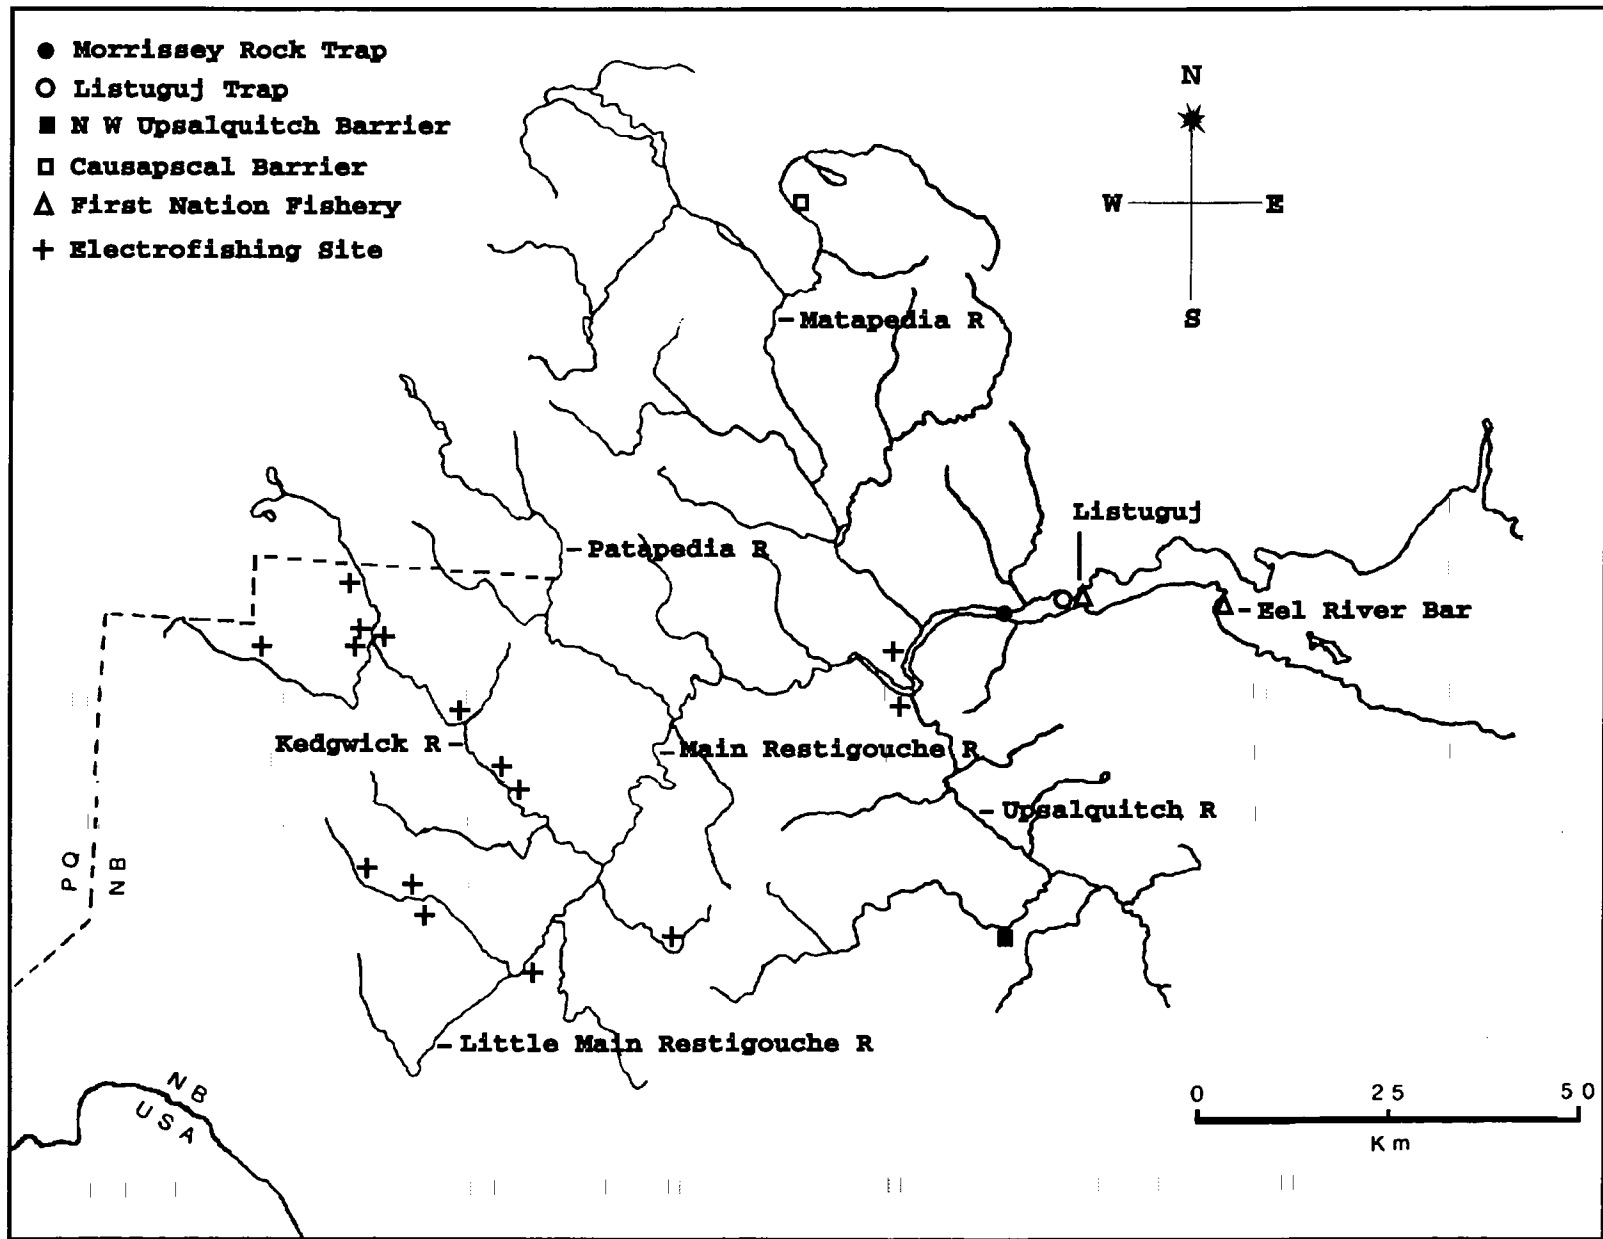 Morrissey Rock Trap
Listuguj Trap
N W Upsalquitch Barrier
Causapscal Barrier
First Nation Fishery
Electrofishing Site
N
W
E
S
Matapedia R
Listuguj
Patapedia R
Eel River Bar
Kedgwick R
Main Restigouche R
Upsalquitch R
PQ
NB
Little Main Restigouche R
NB
USA
0 25 50
Km